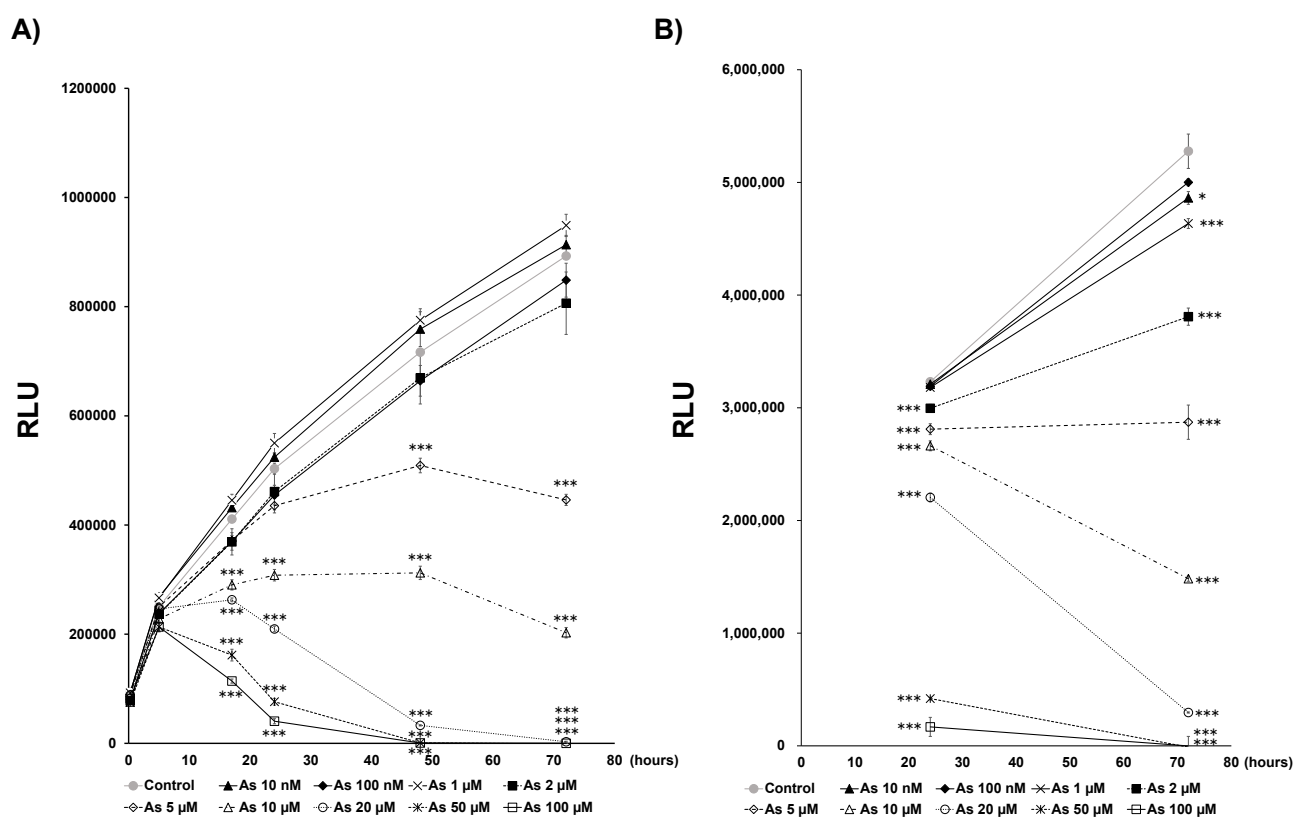 A)
RLU
1200000
1000000
800000
600000
400000
200000
0
*** ***
*** *** *** ***
*** ***
*** *** *** ***
*** *** *** ***
*** *** *** ***
0 10 20 30 40 50 60 70 80 (hours)
Control As 10 nM As 100 nM As 1 µM As 2 µM
As 5 µM As 10 µM As 20 µM As 50 µM As 100 µM
B)
RLU
6,000,000
5,000,000
4,000,000
3,000,000
2,000,000
1,000,000
0
*
***
*** ***
*** ***
*** ***
*** ***
*** ***
*** ***
0 10 20 30 40 50 60 70 80 (hours)
Control As 10 nM As 100 nM As 1 µM As 2 µM
As 5 µM As 10 µM As 20 µM As 50 µM As 100 µM